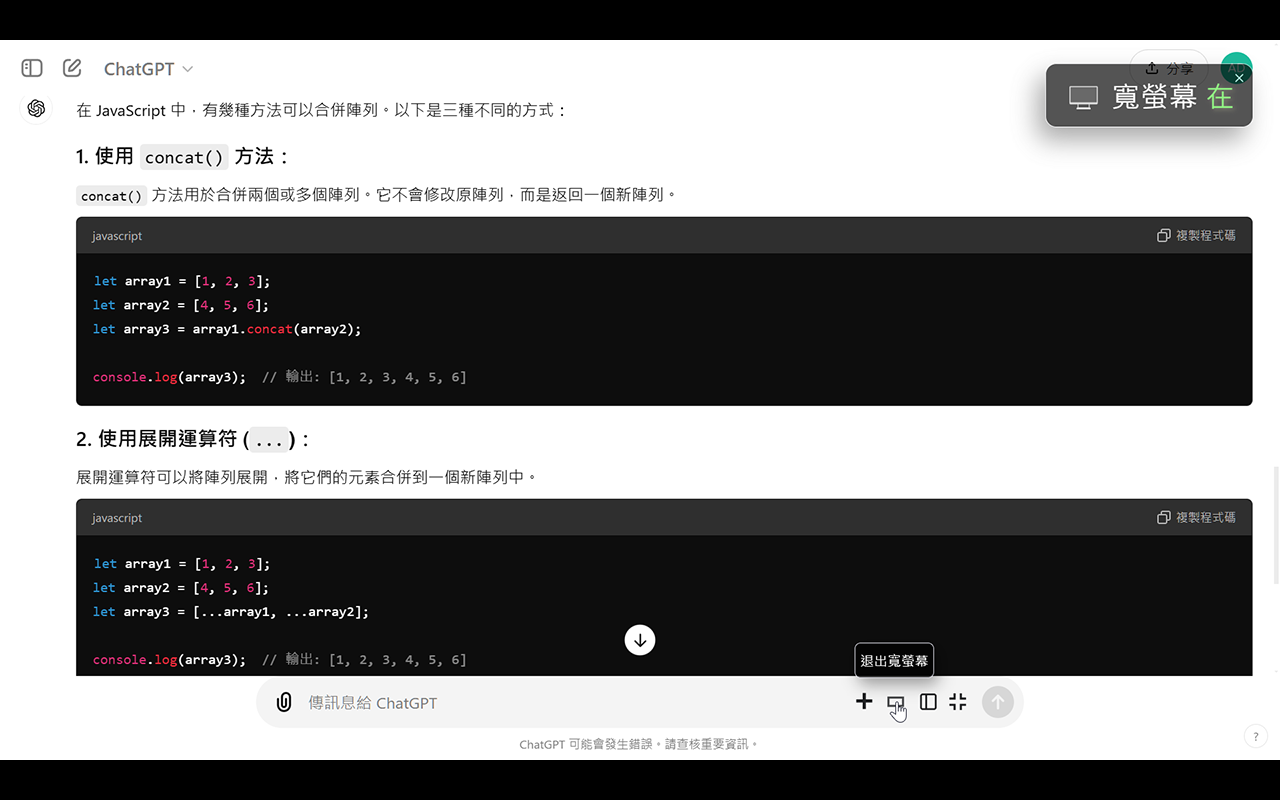 ChatGPT
分享
寬螢幕 在
在 JavaScript 中，有幾種方法可以合併陣列。以下是三種不同的方式：
1. 使用 concat() 方法：
concat() 方法用於合併兩個或多個陣列。它不會修改原陣列，而是返回一個新陣列。
javascript
複製程式碼
let array1 = [1, 2, 3];
let array2 = [4, 5, 6];
let array3 = array1.concat(array2);
console.log(array3);  // 輸出: [1, 2, 3, 4, 5, 6]
2. 使用展開運算符 (...)：
展開運算符可以將陣列展開，將它們的元素合併到一個新陣列中。
javascript
複製程式碼
let array1 = [1, 2, 3];
let array2 = [4, 5, 6];
let array3 = [...array1, ...array2];
console.log(array3);  // 輸出: [1, 2, 3, 4, 5, 6]
退出寬螢幕
傳訊息給 ChatGPT
ChatGPT 可能會發生錯誤。請查核重要資訊。
?